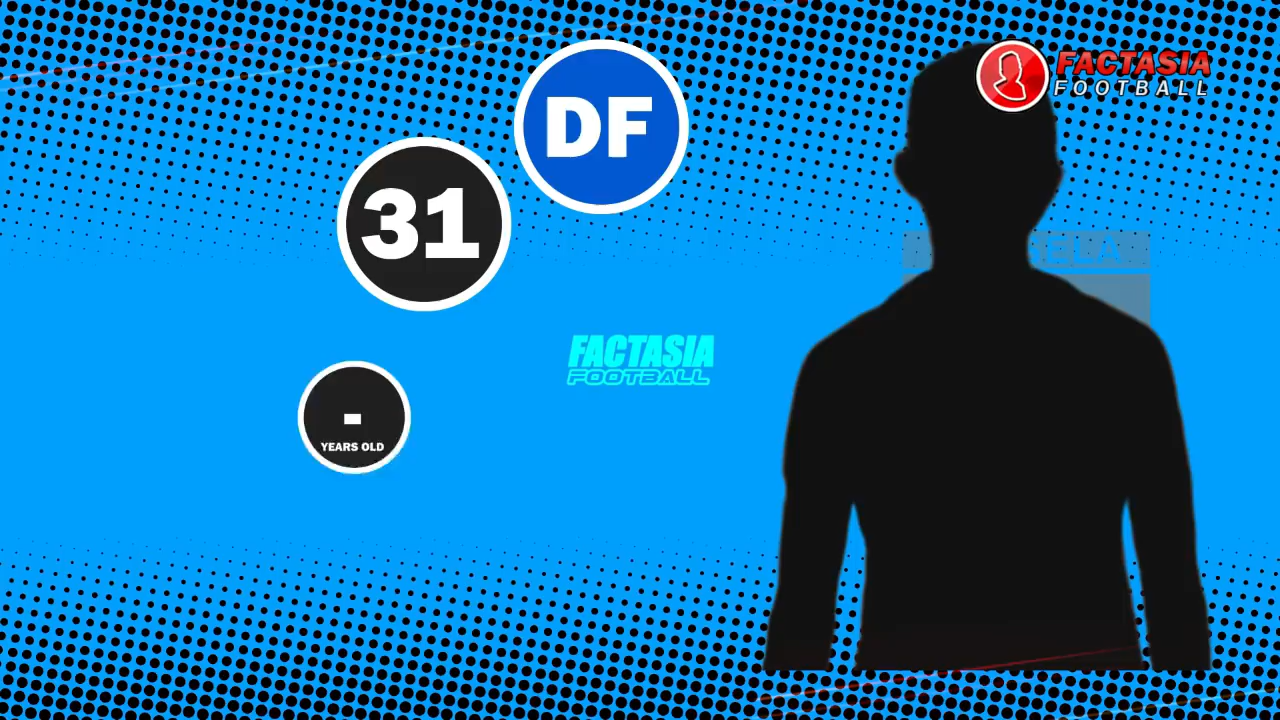 DF
FACTASIA
FOOTBALL
31
FACTASIA
FOOTBALL
-
YEARS OLD